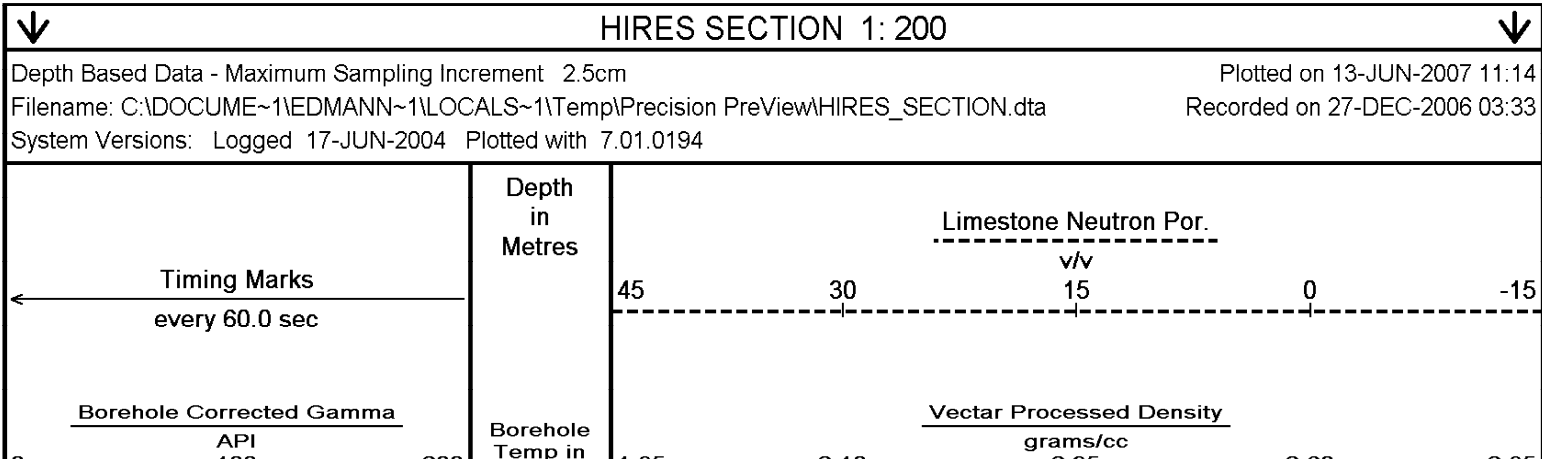 HIRES SECTION 1: 200
Depth Based Data - Maximum Sampling Increment 2.5cm
Plotted on 13-JUN-2007 11:14
Filename: C:\DOCUME~1\EDMANN~1\LOCALS~1\Temp\Precision PreView\HIRES_SECTION.dta
Recorded on 27-DEC-2006 03:33
System Versions: Logged 17-JUN-2004 Plotted with 7.01.0194
Timing Marks
every 60.0 sec
Borehole Corrected Gamma
API
Depth
in
Metres
Borehole
Temp in
Limestone Neutron Por.
v/v
45 30 15 0 -15
Vectar Processed Density
grams/cc